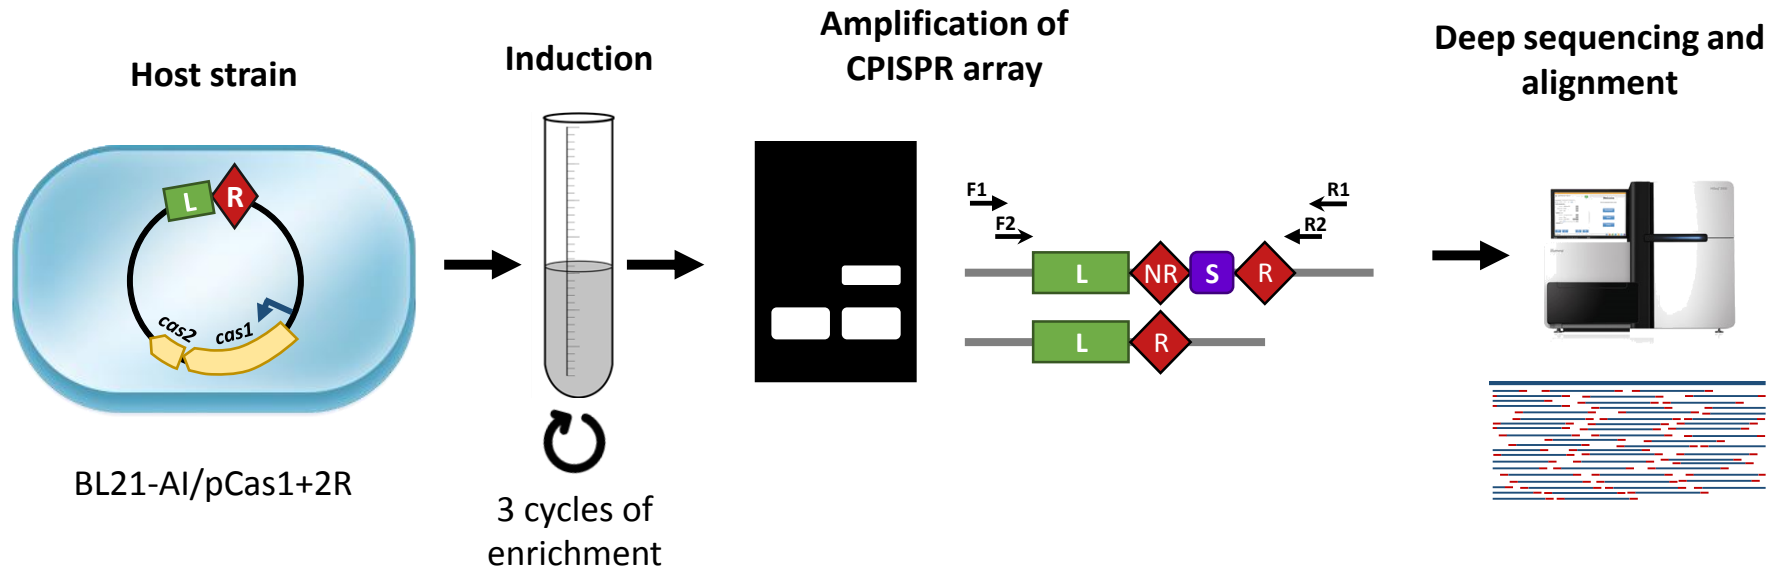 Host strain
L
R
cas2
cas1
BL21-AI/pCas1+2R
Induction
3 cycles of
enrichment
Amplification of
CPISPR array
F1
R1
F2
R2
L
NR
S
R
L
R
Deep sequencing and
alignment